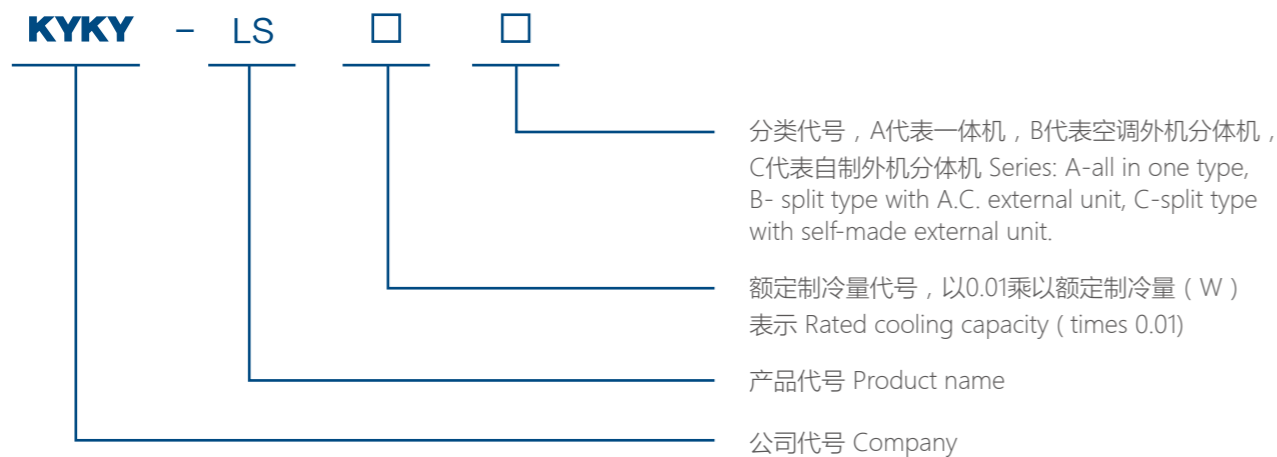 KYKY – LS □ □
分类代号，A代表一体机，B代表空调外机分体机，
C代表自制外机分体机 Series: A-all in one type,
B- split type with A.C. external unit, C-split type
with self-made external unit.
额定制冷量代号，以0.01乘以额定制冷量（W）
表示 Rated cooling capacity ( times 0.01)
产品代号 Product name
公司代号 Company